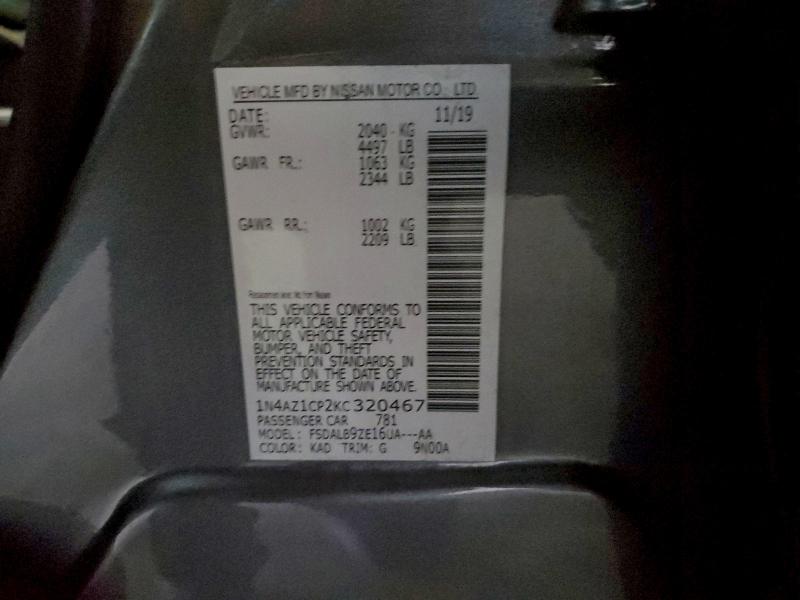 VEHICLE MFD BY NISSAN MOTOR CO., LTD.
DATE: 11/19
GVWR: 2040 KG
4497 LB
GAWR FR.: 1063 KG
2344 LB
GAWR RR.: 1002 KG
2209 LB
THIS VEHICLE CONFORMS TO
ALL APPLICABLE FEDERAL
MOTOR VEHICLE SAFETY,
BUMPER, AND THEFT
PREVENTION STANDARDS IN
EFFECT ON THE DATE OF
MANUFACTURE SHOWN ABOVE.
1N4AZ1CP2KC320467
PASSENGER CAR 781
MODEL: FSDALB9ZE16UA---AA
COLOR: KAD TRIM: G 9N00A